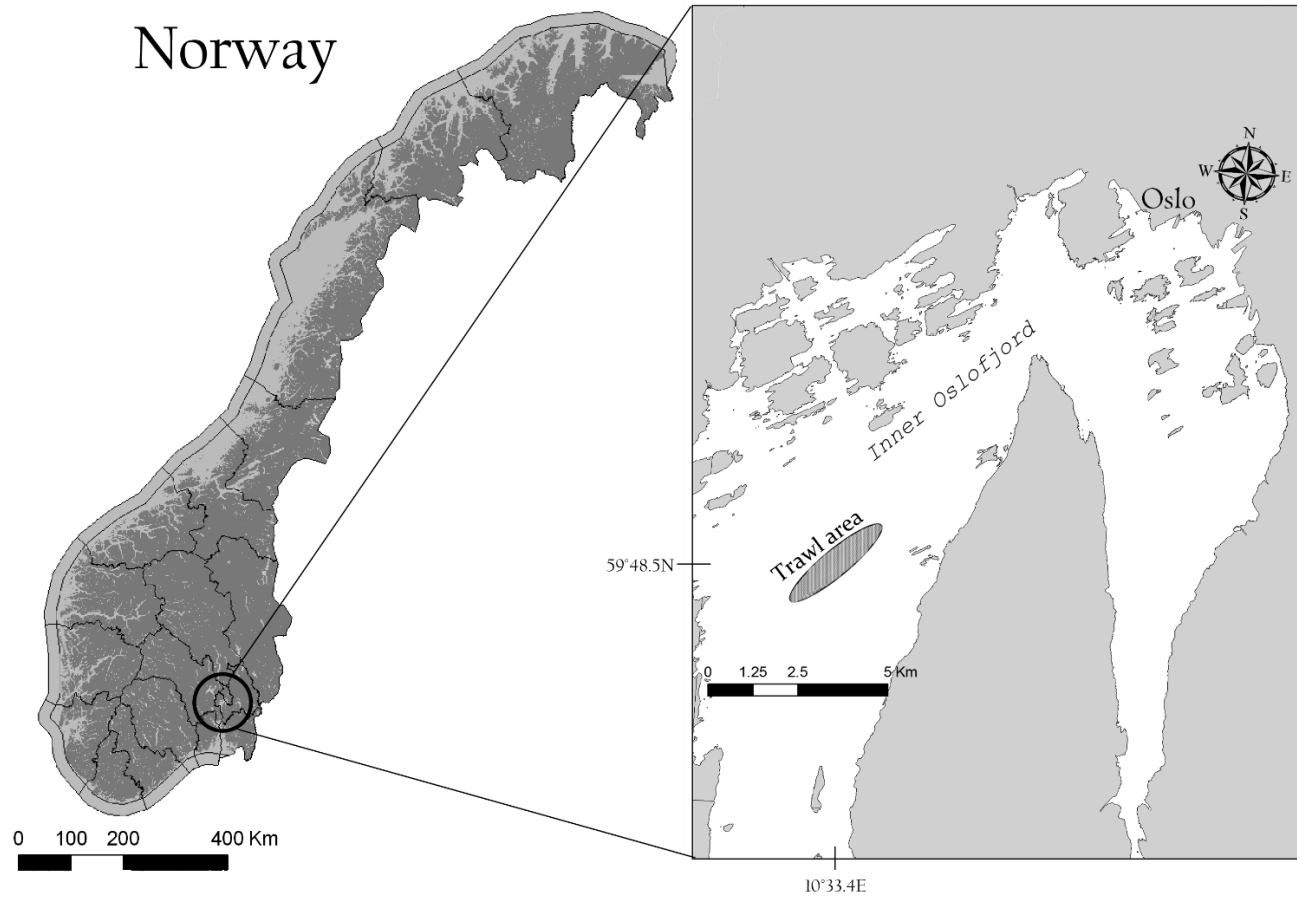 Norway
N
W E
S
Oslo
Inner Oslofjord
Trawl area
59°48.5N
0 1.25 2.5 5 Km
0 100 200 400 Km
10°33.4E